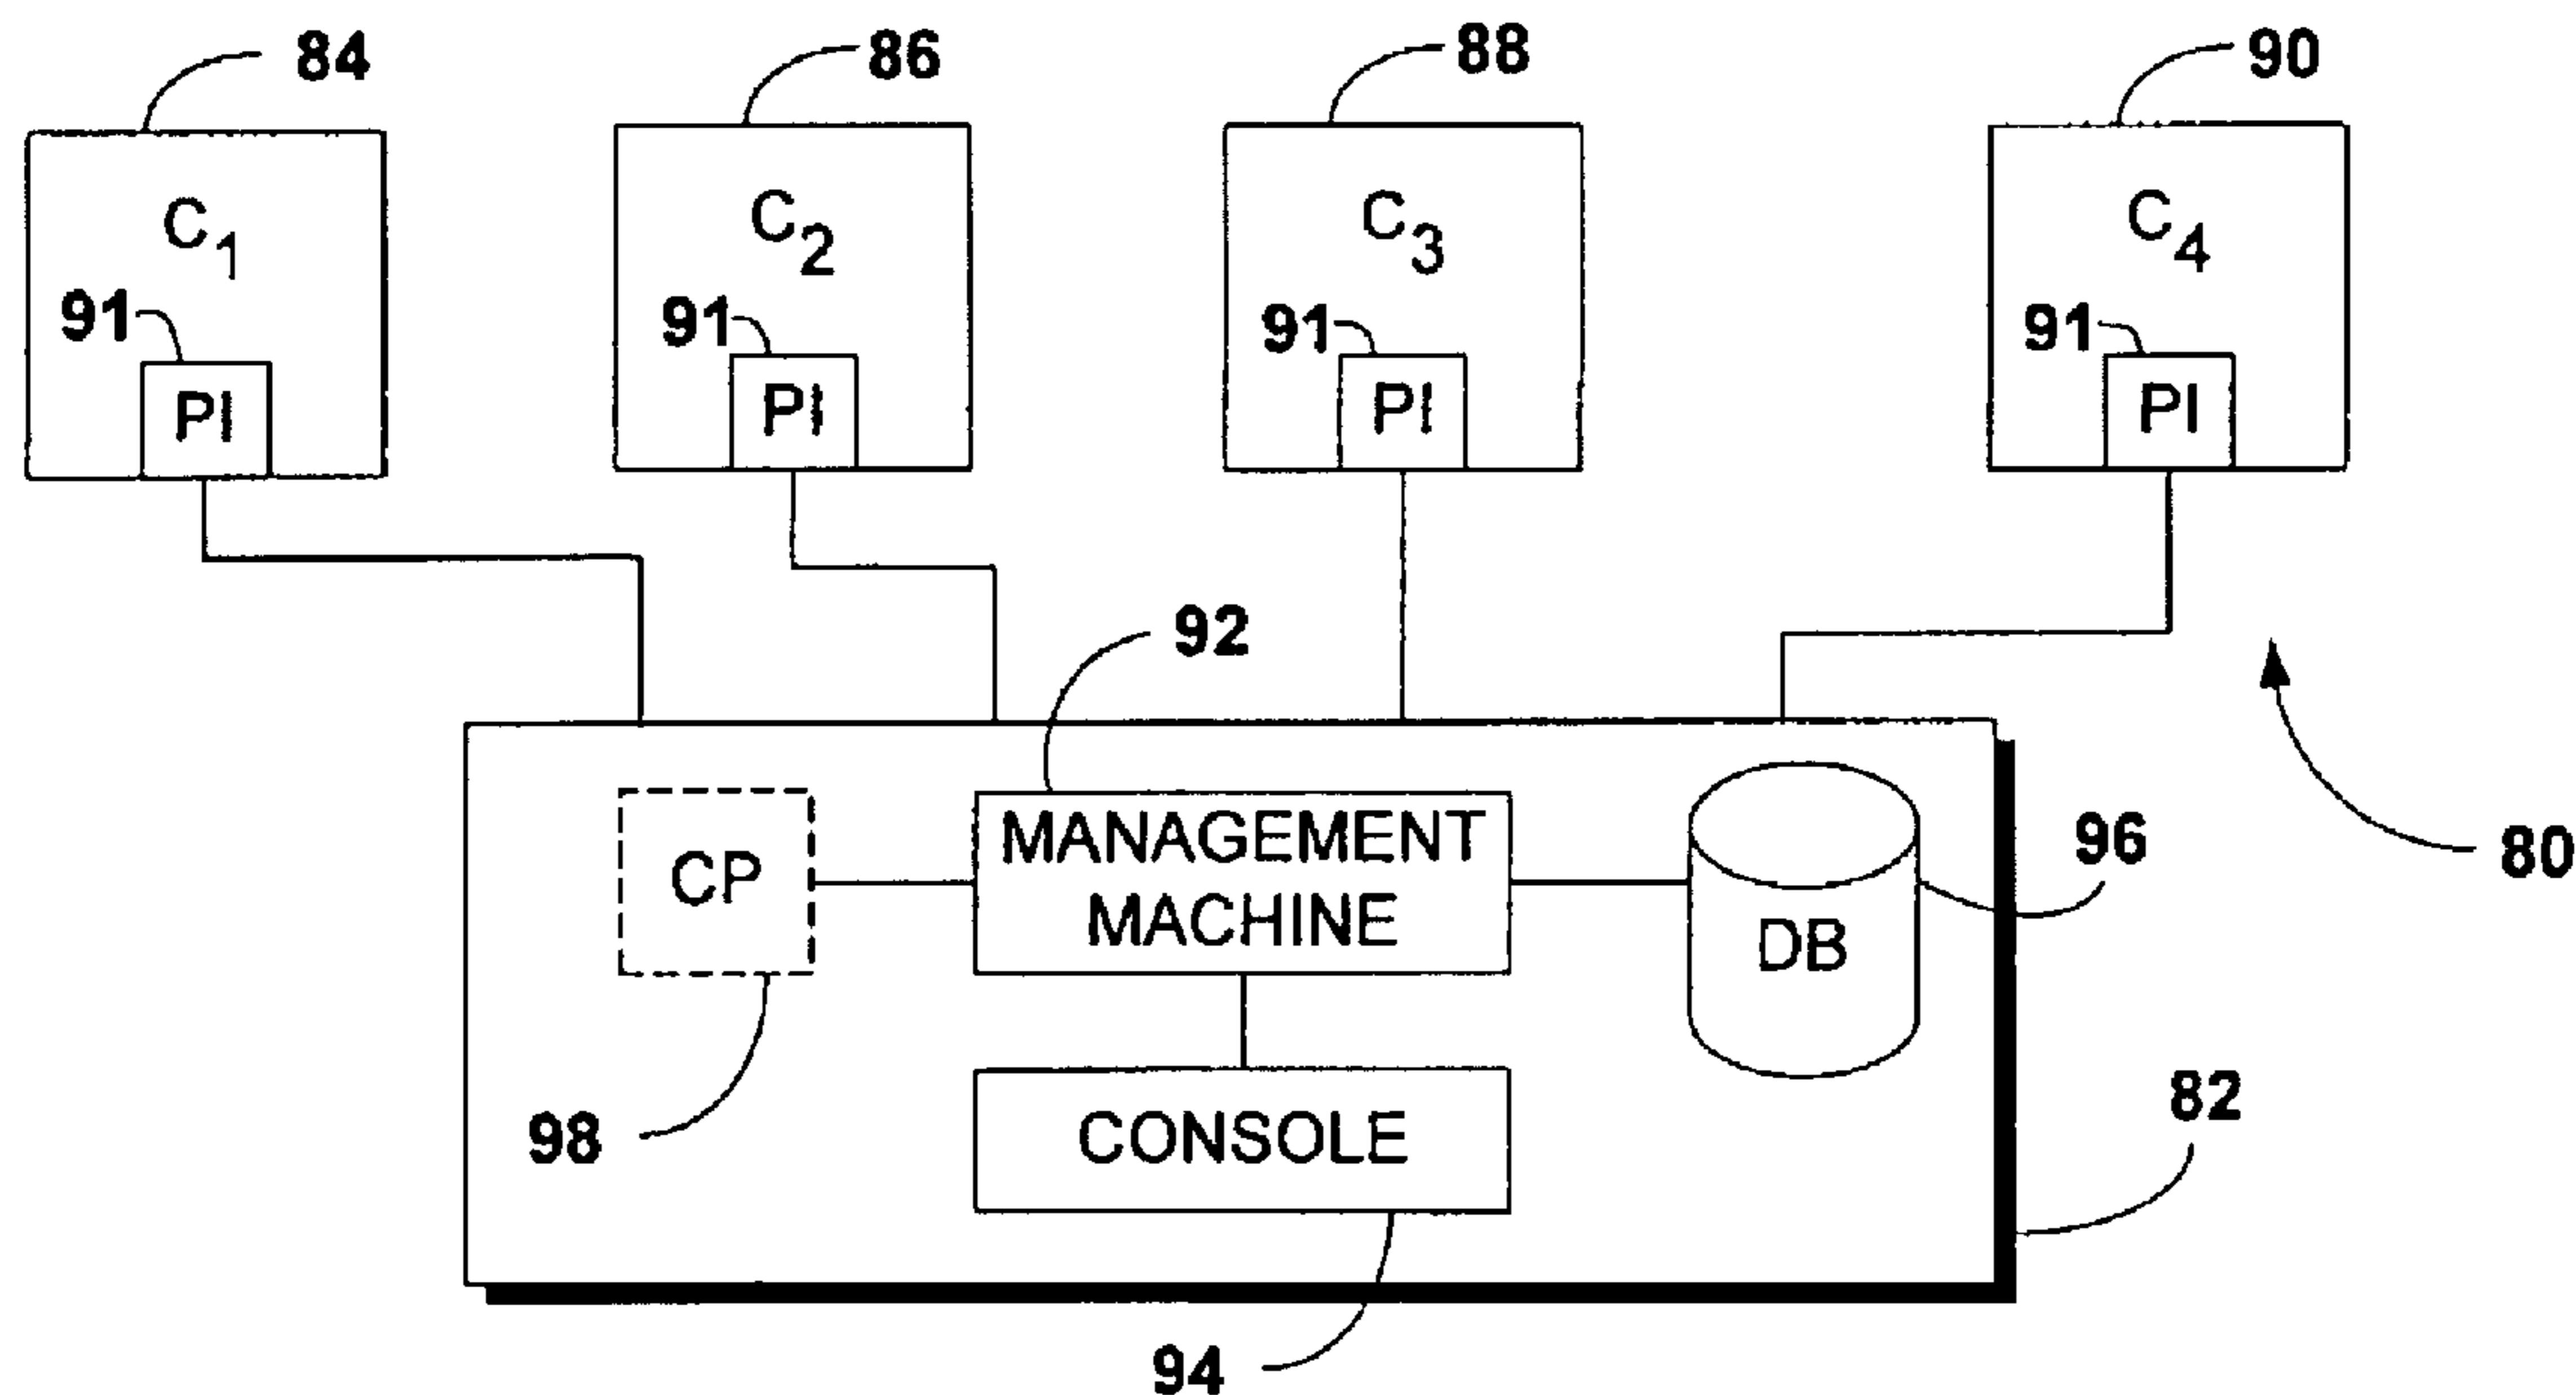 84
86
88
90
C1
C2
C3
C4
91
91
91
91
PI
PI
PI
PI
92
MANAGEMENT
MACHINE
CP
DB
96
80
CONSOLE
82
98
94